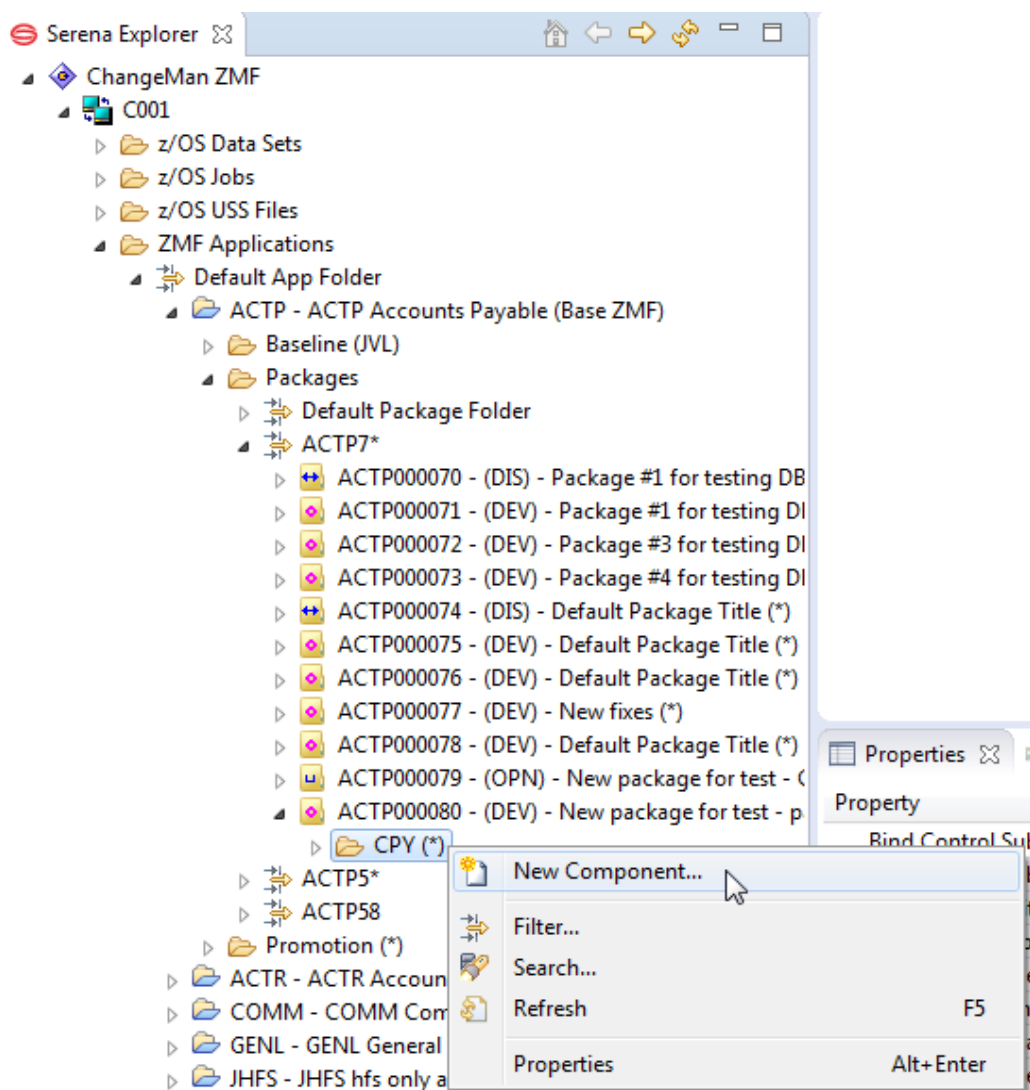 Serena Explorer
ChangeMan ZMF
C001
z/OS Data Sets
z/OS Jobs
z/OS USS Files
ZMF Applications
Default App Folder
ACTP - ACTP Accounts Payable (Base ZMF)
Baseline (JVL)
Packages
Default Package Folder
ACTP7*
ACTP000070 - (DIS) - Package #1 for testing DB
ACTP000071 - (DEV) - Package #1 for testing
ACTP000072 - (DEV) - Package #3 for testing
ACTP000073 - (DEV) - Package #4 for testing
ACTP000074 - (DIS) - Default Package Title (*)
ACTP000075 - (DEV) - Default Package Title (*)
ACTP000076 - (DEV) - Default Package Title (*)
ACTP000077 - (DEV) - New fixes (*)
ACTP000078 - (DEV) - Default Package Title (*)
ACTP000079 - (OPN) - New package for test -
ACTP000080 - (DEV) - New package for test - p
CPY (*)
ACTP5*
ACTP58
Promotion (*)
ACTR - ACTR Accoun
COMM - COMM Com
GENL - GENL General
JHFS - JHFS hfs only a
New Component...
Filter...
Search...
Refresh F5
Properties Alt+Enter
Properties
Property
Bind Control Sub